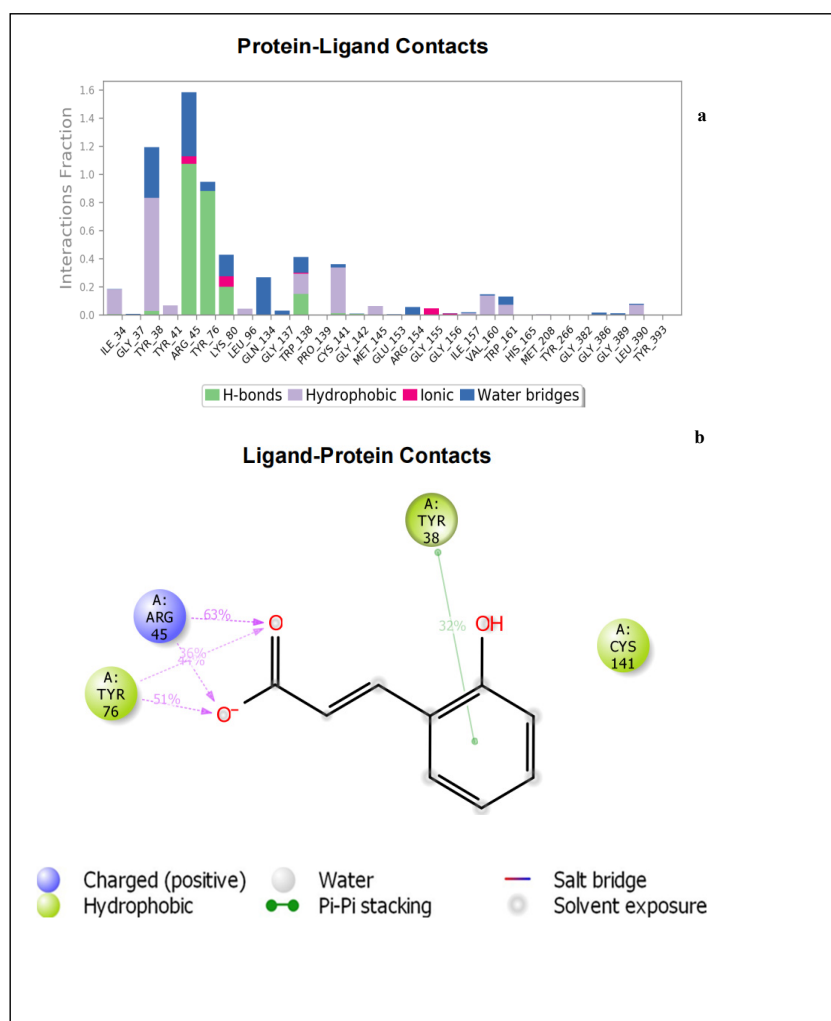 Protein-Ligand Contacts
a
Interactions Fraction
1.6
1.4
1.2
1.0
0.8
0.6
0.4
0.2
0.0
ILE_34
GLY_37
TYR_38
TYR_41
ARG_45
TYR_76
LYS_80
LEU_96
GLN_134
GLY_137
TRP_138
PRO_139
CYS_141
GLY_142
MET_145
GLU_153
ARG_154
GLY_155
GLY_156
ILE_157
VAL_160
TRP_161
HIS_165
MET_208
TYR_266
GLY_382
GLY_386
GLY_389
LEU_390
TYR_393
H-bonds Hydrophobic Ionic Water bridges
b
Ligand-Protein Contacts
A:
TYR
38
A:
ARG
45
63%
O
32%
OH
A:
CYS
141
36%
A:
TYR
76
51%
O-
Charged (positive) Water Salt bridge
Hydrophobic Pi-Pi stacking Solvent exposure